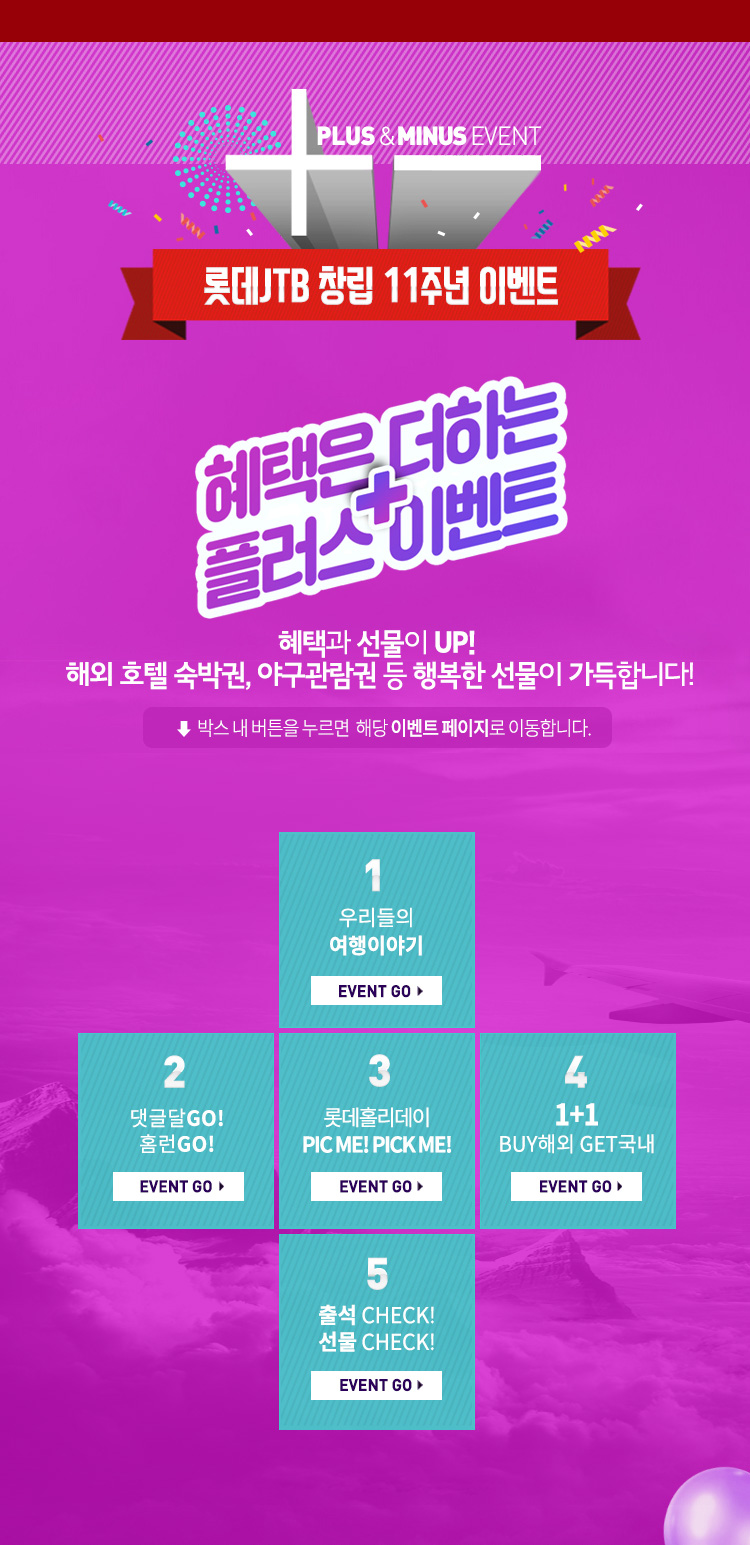 PLUS & MINUS EVENT
롯데JTB 창립 11주년 이벤트
혜택은 더하는
플러스+이벤트
혜택과 선물이 UP!
해외 호텔 숙박권, 야구관람권 등 행복한 선물이 가득합니다!
박스 내 버튼을 누르면 해당 이벤트 페이지로 이동합니다.
1
우리들의
여행이야기
EVENT GO
2
댓글달GO!
홈런GO!
EVENT GO
3
롯데홀리데이
PIC ME! PICK ME!
EVENT GO
4
1+1
BUY해외 GET국내
EVENT GO
5
출석 CHECK!
선물 CHECK!
EVENT GO